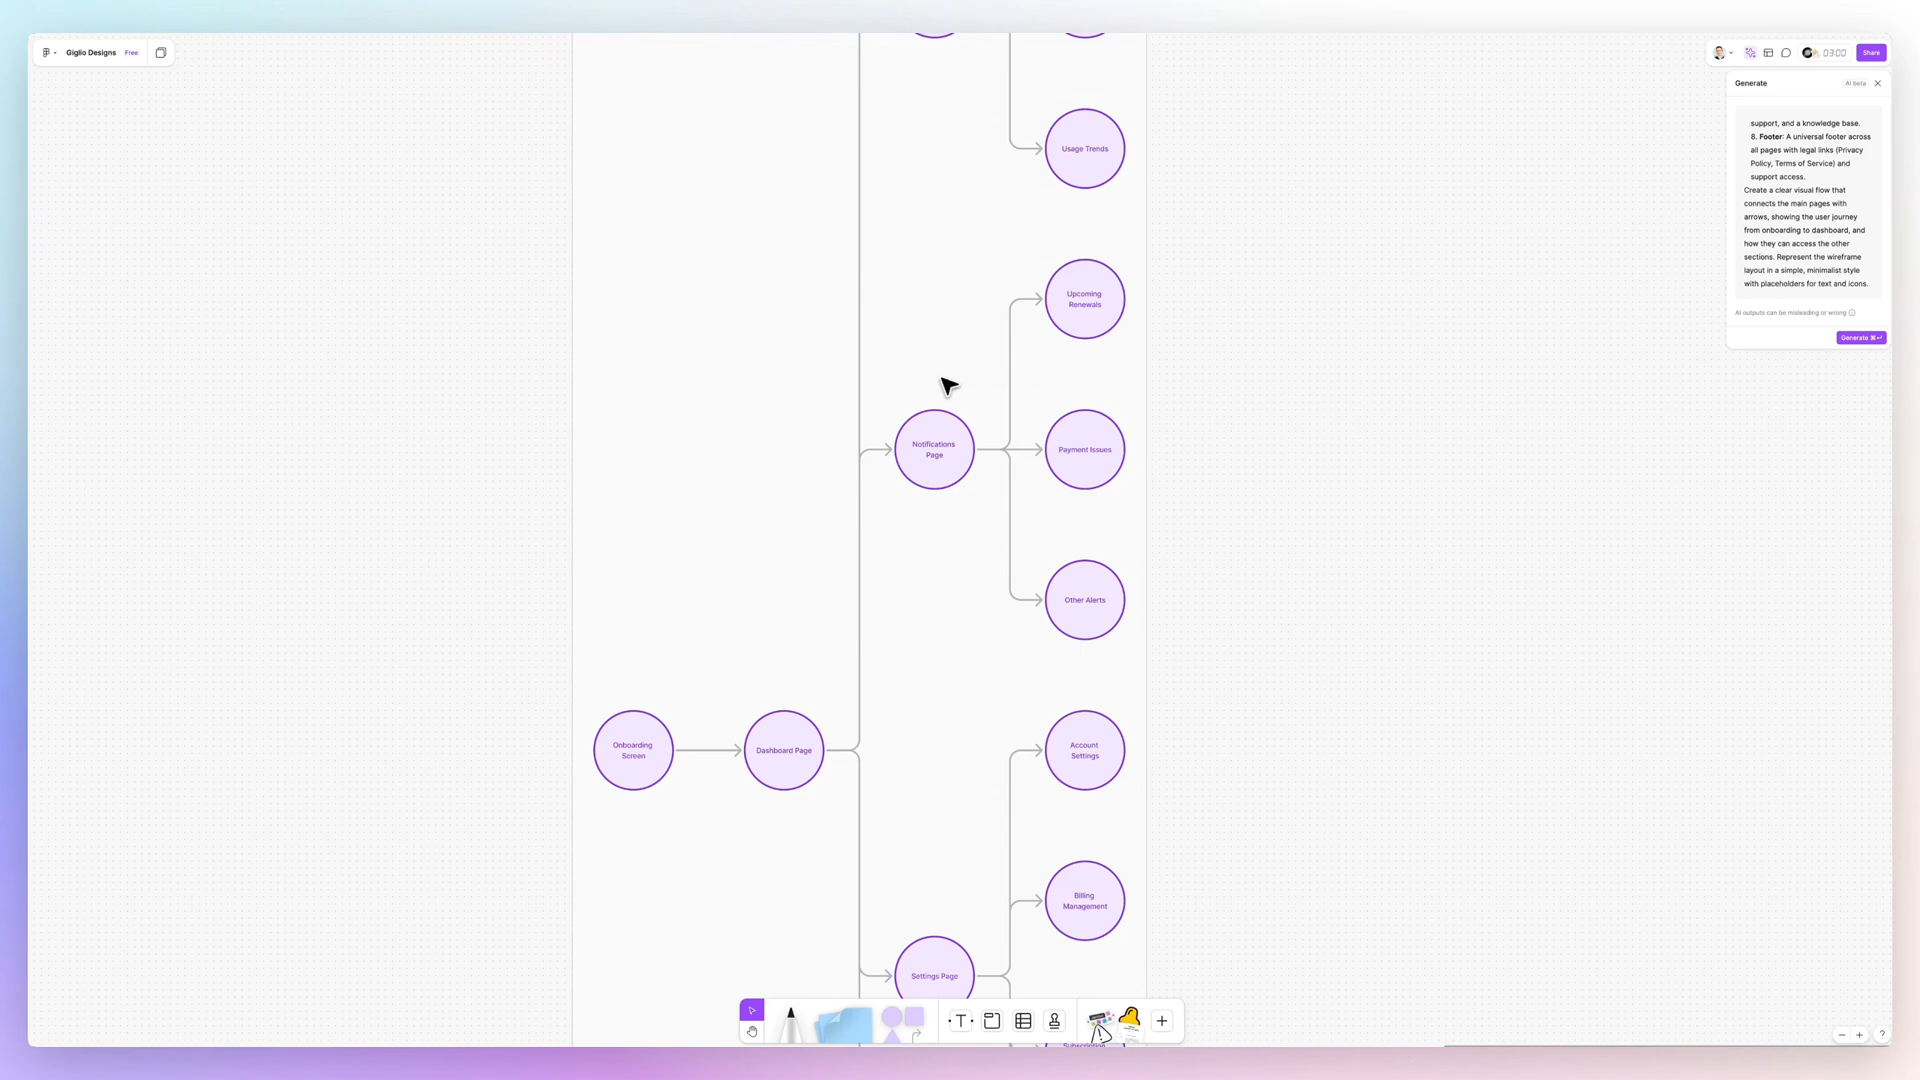 Giglio Designs Free
03:00
Share
Generate
AI beta
support, and a knowledge base.
8. Footer: A universal footer across
all pages with legal links (Privacy
Policy, Terms of Service) and
support access.
Create a clear visual flow that
connects the main pages with
arrows, showing the user journey
from onboarding to dashboard, and
how they can access the other
sections. Represent the wireframe
layout in a simple, minimalist style
with placeholders for text and icons.
AI outputs can be misleading or wrong
Generate ⌘↵
Usage Trends
Upcoming
Renewals
Notifications
Page
Payment Issues
Other Alerts
Onboarding
Screen
Dashboard Page
Account
Settings
Billing
Management
Settings Page
Subscription
T
?